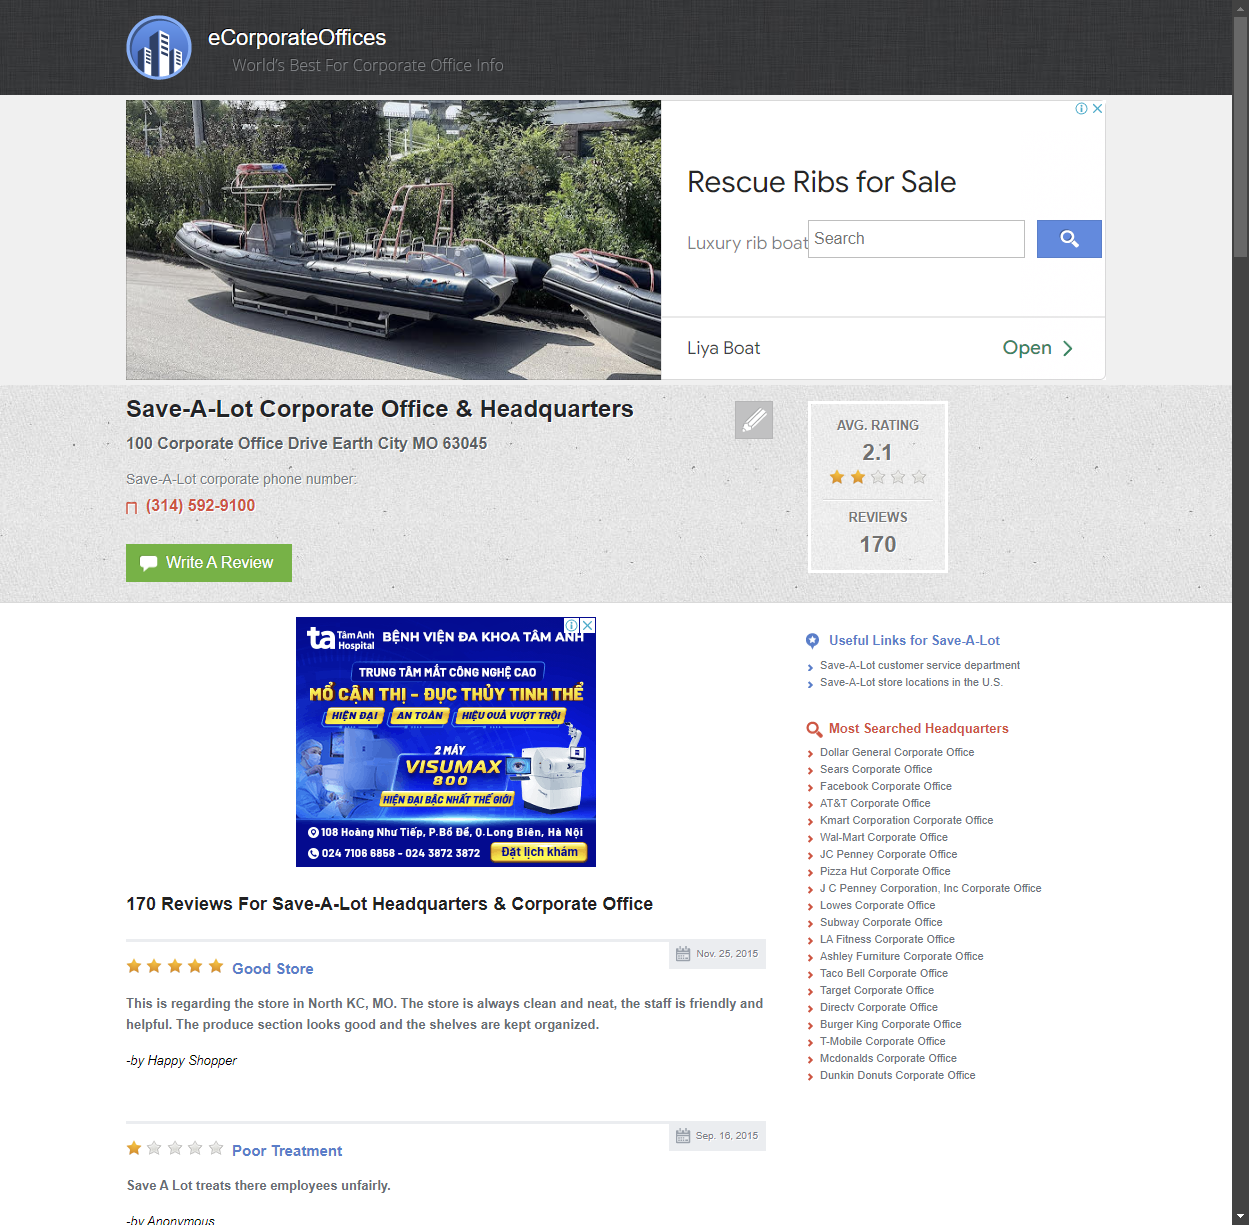 eCorporateOffices
World's Best For Corporate Office Info
Rescue Ribs for Sale
Luxury rib boat
Search
Liya Boat
Open
Save-A-Lot Corporate Office & Headquarters
100 Corporate Office Drive Earth City MO 63045
Save-A-Lot corporate phone number:
(314) 592-9100
Write A Review
AVG. RATING
2.1
REVIEWS
170
ta Tâm Anh Hospital
BỆNH VIỆN ĐA KHOA TÂM ANH
TRUNG TÂM MẮT CÔNG NGHỆ CAO
MỔ CẬN THỊ - ĐỤC THỦY TINH THỂ
HIỆN ĐẠI AN TOÀN HIỆU QUẢ VƯỢT TRỘI
2 MÁY
VISUMAX
800
HIỆN ĐẠI BẬC NHẤT THẾ GIỚI
108 Hoàng Như Tiếp, P.Bồ Đề, Q.Long Biên, Hà Nội
024 7106 6858 - 024 3872 3872
Đặt lịch khám
170 Reviews For Save-A-Lot Headquarters & Corporate Office
Nov. 25, 2015
Good Store
This is regarding the store in North KC, MO. The store is always clean and neat, the staff is friendly and
helpful. The produce section looks good and the shelves are kept organized.
-by Happy Shopper
Sep. 16, 2015
Poor Treatment
Save A Lot treats there employees unfairly.
-by Anonymous
Useful Links for Save-A-Lot
Save-A-Lot customer service department
Save-A-Lot store locations in the U.S.
Most Searched Headquarters
Dollar General Corporate Office
Sears Corporate Office
Facebook Corporate Office
AT&T Corporate Office
Kmart Corporation Corporate Office
Wal-Mart Corporate Office
JC Penney Corporate Office
Pizza Hut Corporate Office
J C Penney Corporation, Inc Corporate Office
Lowes Corporate Office
Subway Corporate Office
LA Fitness Corporate Office
Ashley Furniture Corporate Office
Taco Bell Corporate Office
Target Corporate Office
Directv Corporate Office
Burger King Corporate Office
T-Mobile Corporate Office
Mcdonalds Corporate Office
Dunkin Donuts Corporate Office